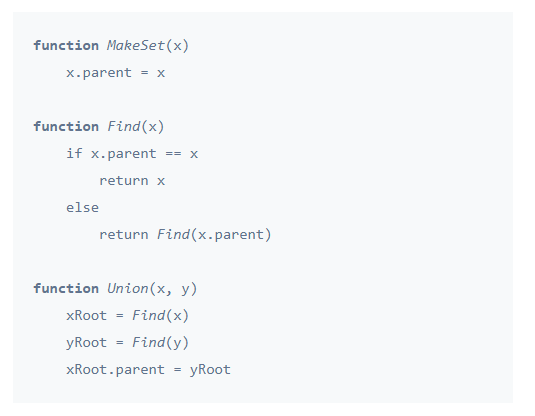 function MakeSet(x)
    x.parent = x
function Find(x)
    if x.parent == x
        return x
    else
        return Find(x.parent)
function Union(x, y)
    xRoot = Find(x)
    yRoot = Find(y)
    xRoot.parent = yRoot